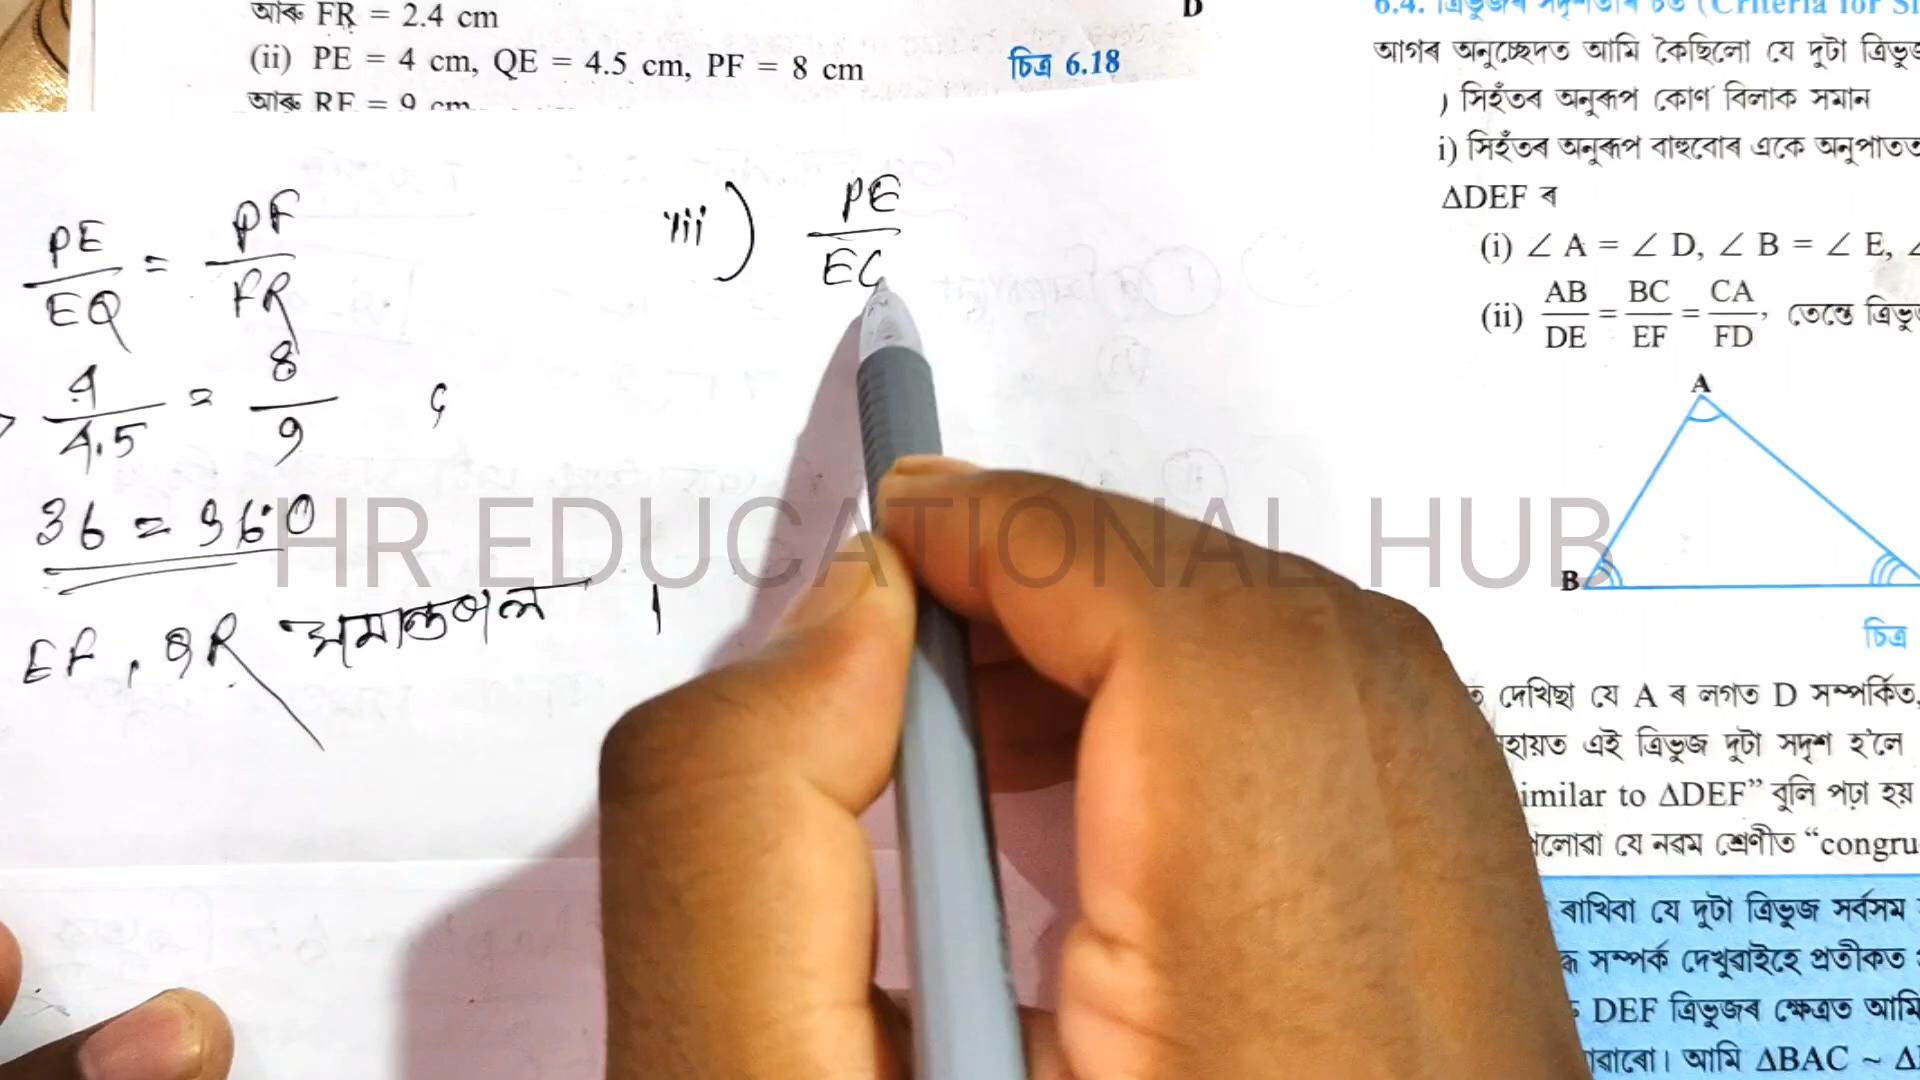 আৰু FR = 2.4 cm
(ii) PE = 4 cm, QE = 4.5 cm, PF = 8 cm
চিত্ৰ 6.18
আৰু RF = 9 cm
D
PE/EQ = PF/FR
4/4.5 = 8/9
36 = 36.0
EF, QR সমান্তৰাল ।
iii) PE/EQ
HR EDUCATIONAL HUB
আগৰ অনুচ্ছেদত আমি কৈছিলো যে দুটা
) সিহঁতৰ অনুৰূপ কোণ বিলাক সমান
i) সিহঁতৰ অনুৰূপ বাহুবোৰ একে
ΔDEF ৰ
(i) ∠ A = ∠ D, ∠ B = ∠ E,
(ii) AB/DE = BC/EF = CA/FD, তেন্তে
A
B
চিত্ৰ
দেখিছা যে A ৰ লগত D সম্পৰ্কিত,
এই ত্ৰিভুজ দুটা সদৃশ হ'লে
imilar to ΔDEF” বুলি পঢ়া হয়
যে নৱম শ্ৰেণীত “congru
ৰাখিবা যে দুটা ত্ৰিভুজ সৰ্বসম
সম্পৰ্ক দেখুৱাইছে প্ৰতীকত
DEF ত্ৰিভুজৰ ক্ষেত্ৰত আমি
আমি ΔBAC ~